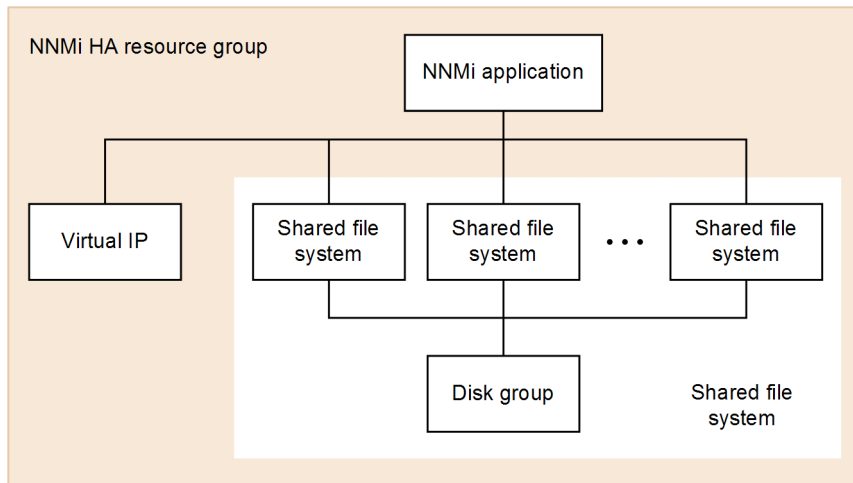 NNMi HA resource group
NNMi application
Virtual IP
Shared file
system
Shared file
system
...
Shared file
system
Disk group
Shared file
system